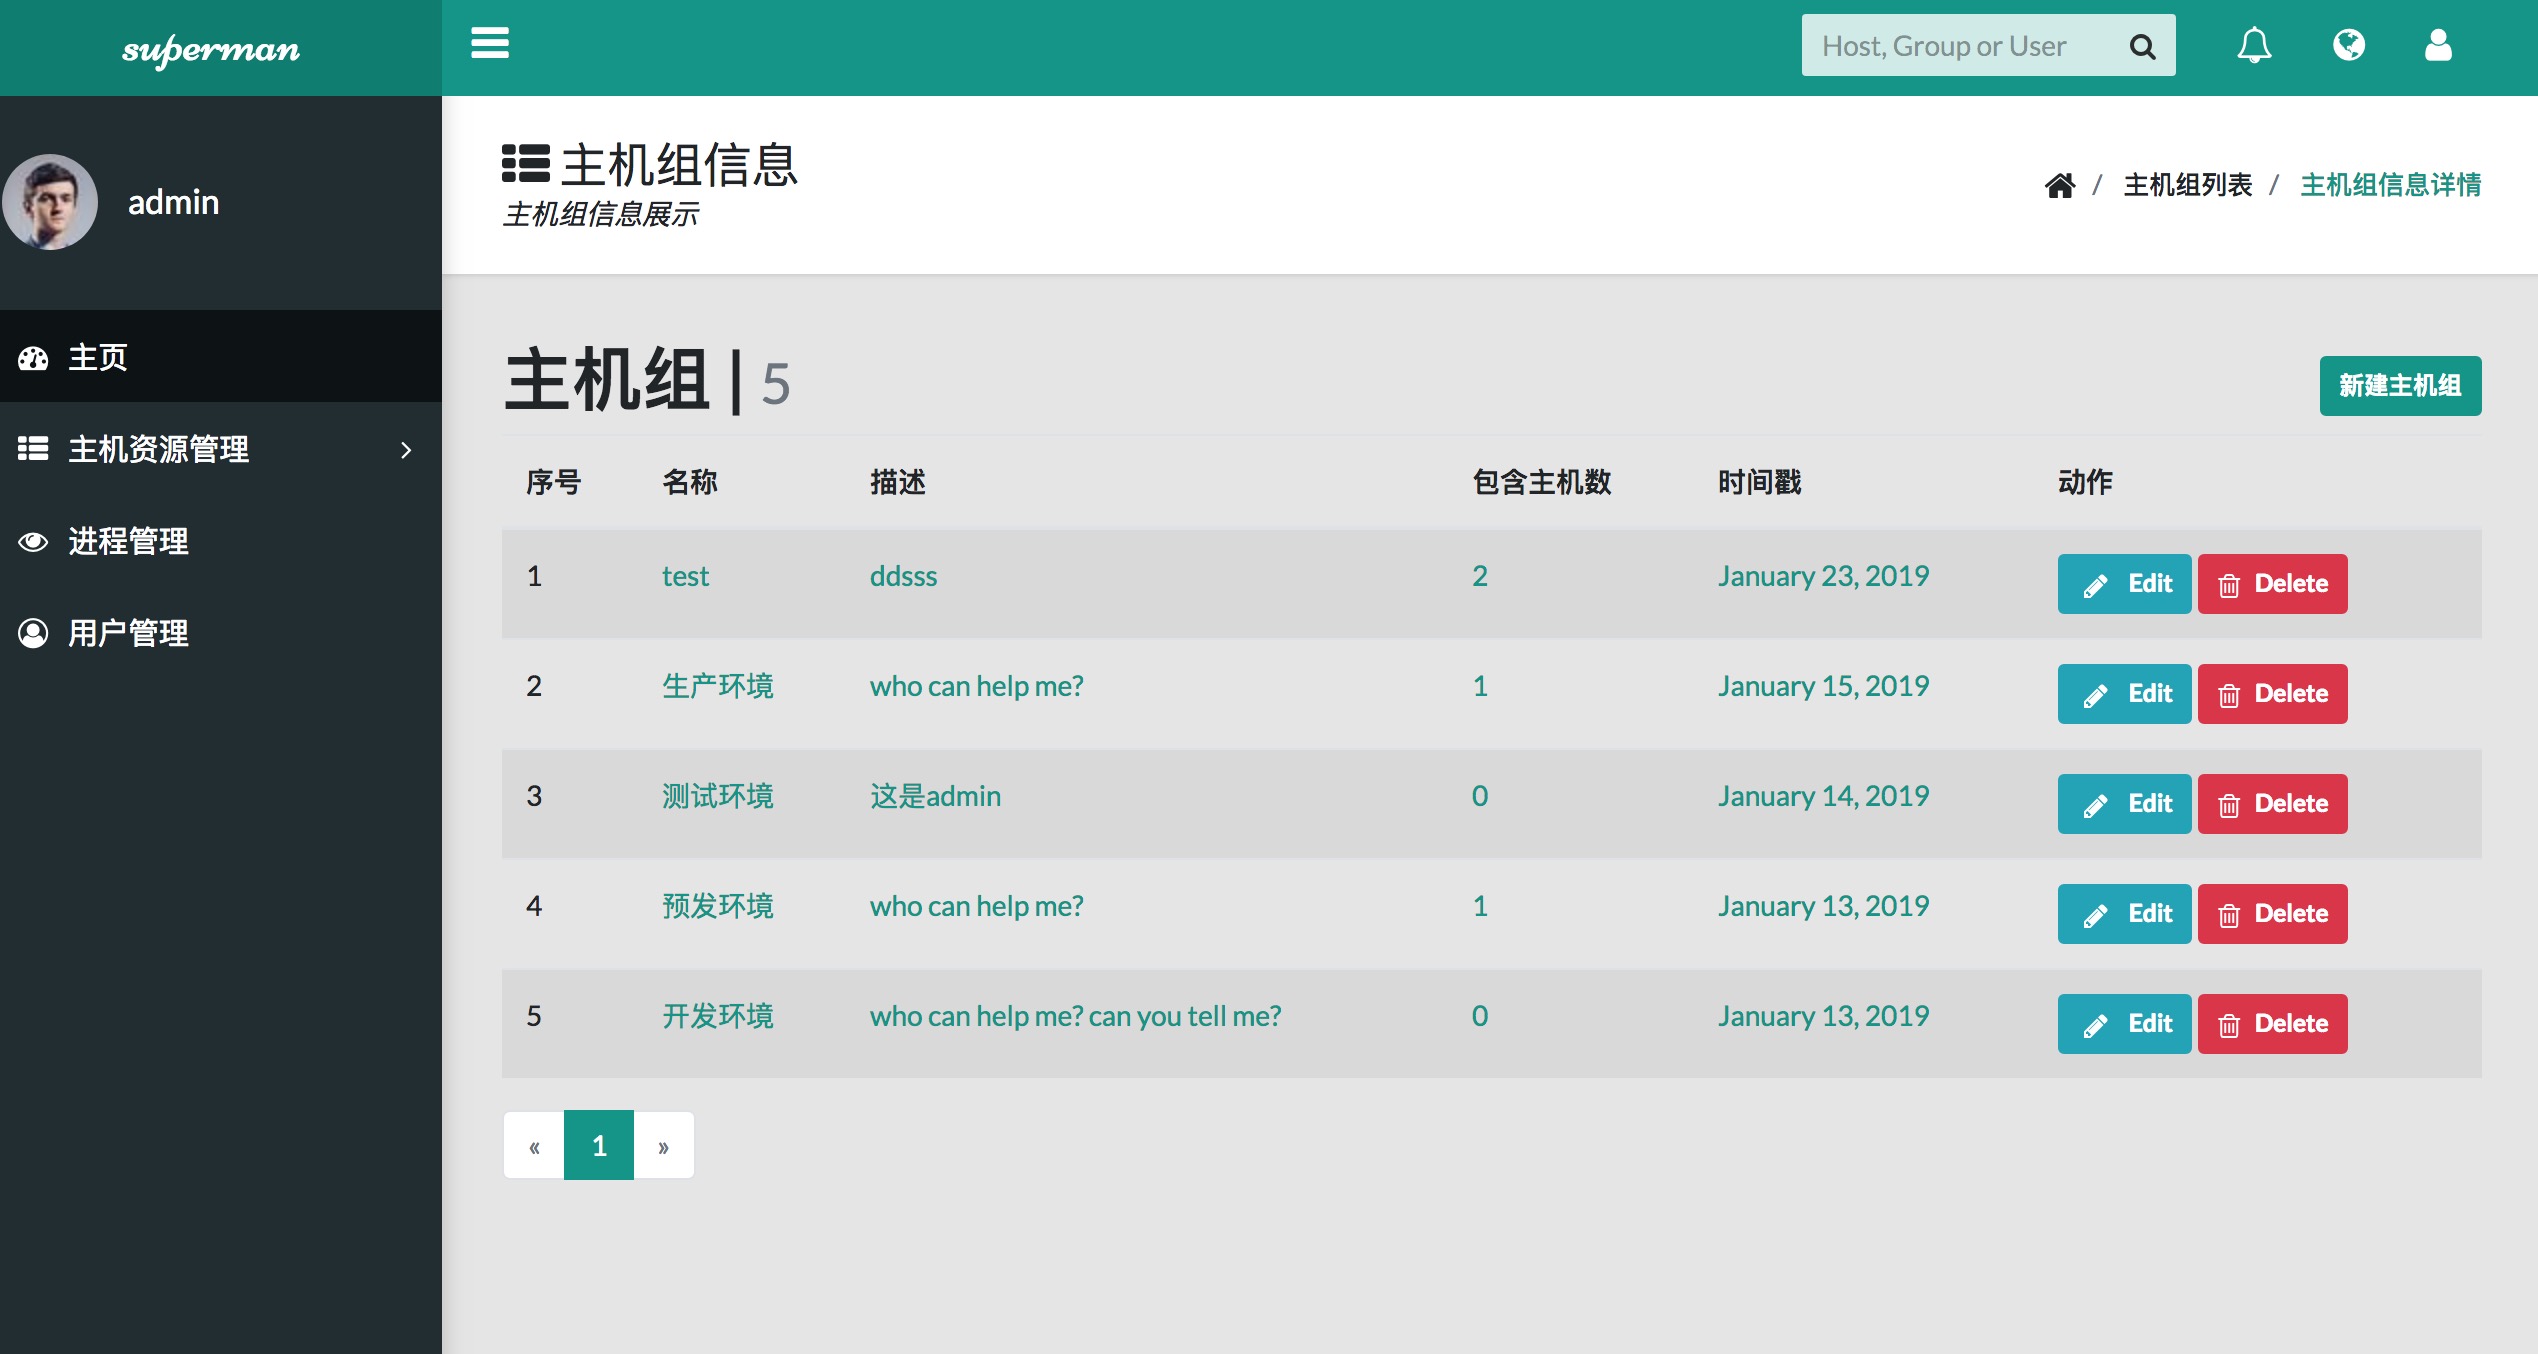 superman
Host, Group or User
admin
主页
主机资源管理
进程管理
用户管理
主机组信息
主机组信息展示
/ 主机组列表 / 主机组信息详情
主机组 | 5
新建主机组
序号 名称 描述 包含主机数 时间戳 动作
1 test ddsss 2 January 23, 2019 Edit Delete
2 生产环境 who can help me? 1 January 15, 2019 Edit Delete
3 测试环境 这是admin 0 January 14, 2019 Edit Delete
4 预发环境 who can help me? 1 January 13, 2019 Edit Delete
5 开发环境 who can help me? can you tell me? 0 January 13, 2019 Edit Delete
« 1 »